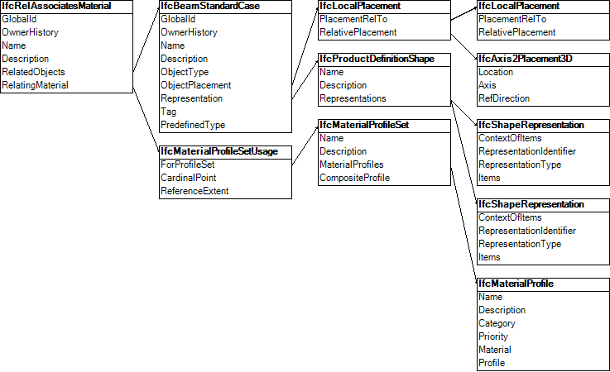 IfcRelAssociatesMaterial
GlobalId
OwnerHistory
Name
Description
RelatedObjects
RelatingMaterial
IfcBeamStandardCase
GlobalId
OwnerHistory
Name
Description
ObjectType
ObjectPlacement
Representation
Tag
PredefinedType
IfcMaterialProfileSetUsage
ForProfileSet
CardinalPoint
ReferenceExtent
IfcLocalPlacement
PlacementRelTo
RelativePlacement
IfcProductDefinitionShape
Name
Description
Representations
IfcMaterialProfileSet
Name
Description
MaterialProfiles
CompositeProfile
IfcLocalPlacement
PlacementRelTo
RelativePlacement
IfcAxis2Placement3D
Location
Axis
RefDirection
IfcShapeRepresentation
ContextOfItems
RepresentationIdentifier
RepresentationType
Items
IfcShapeRepresentation
ContextOfItems
RepresentationIdentifier
RepresentationType
Items
IfcMaterialProfile
Name
Description
Category
Priority
Material
Profile